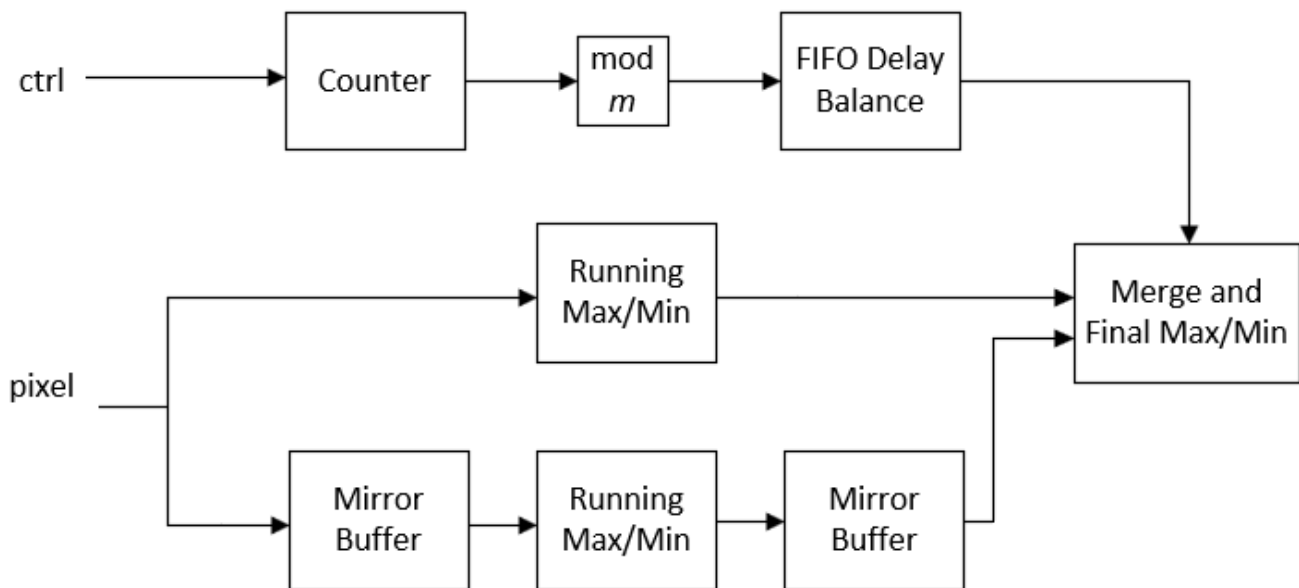 ctrl
Counter
mod
m
FIFO Delay
Balance
Running
Max/Min
Merge and
Final Max/Min
pixel
Mirror
Buffer
Running
Max/Min
Mirror
Buffer